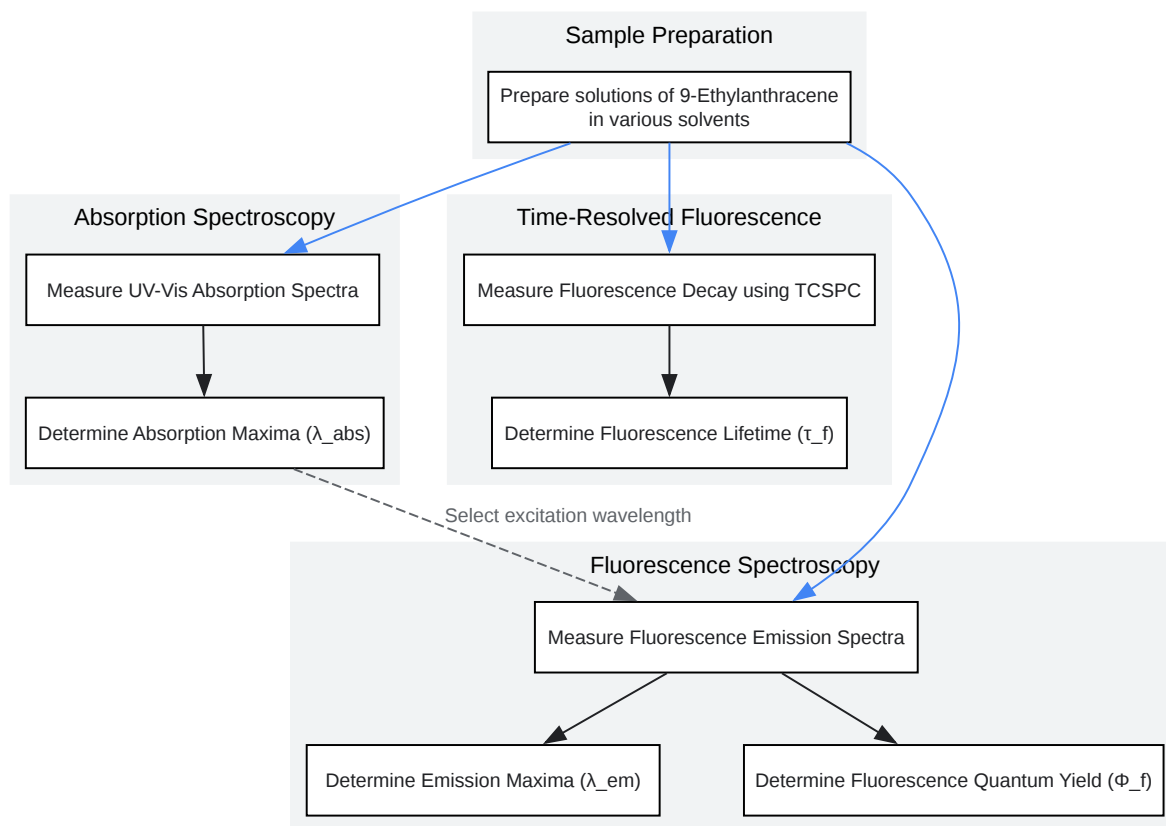 Sample Preparation
Prepare solutions of 9-Ethylanthracene
in various solvents
Absorption Spectroscopy
Time-Resolved Fluorescence
Measure UV-Vis Absorption Spectra
Measure Fluorescence Decay using TCSPC
Determine Absorption Maxima (λ_abs)
Determine Fluorescence Lifetime (τ_f)
Select excitation wavelength
Fluorescence Spectroscopy
Measure Fluorescence Emission Spectra
Determine Emission Maxima (λ_em)
Determine Fluorescence Quantum Yield (Φ_f)